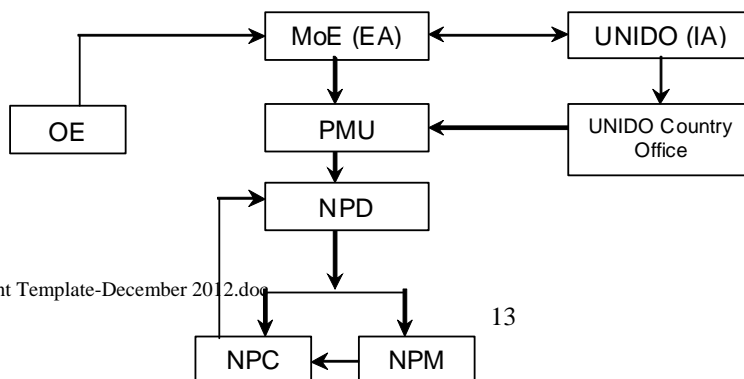 MoE (EA)
UNIDO (IA)
OE
PMU
UNIDO Country
Office
NPD
nt Template-December 2012.doc
13
NPC
NPM